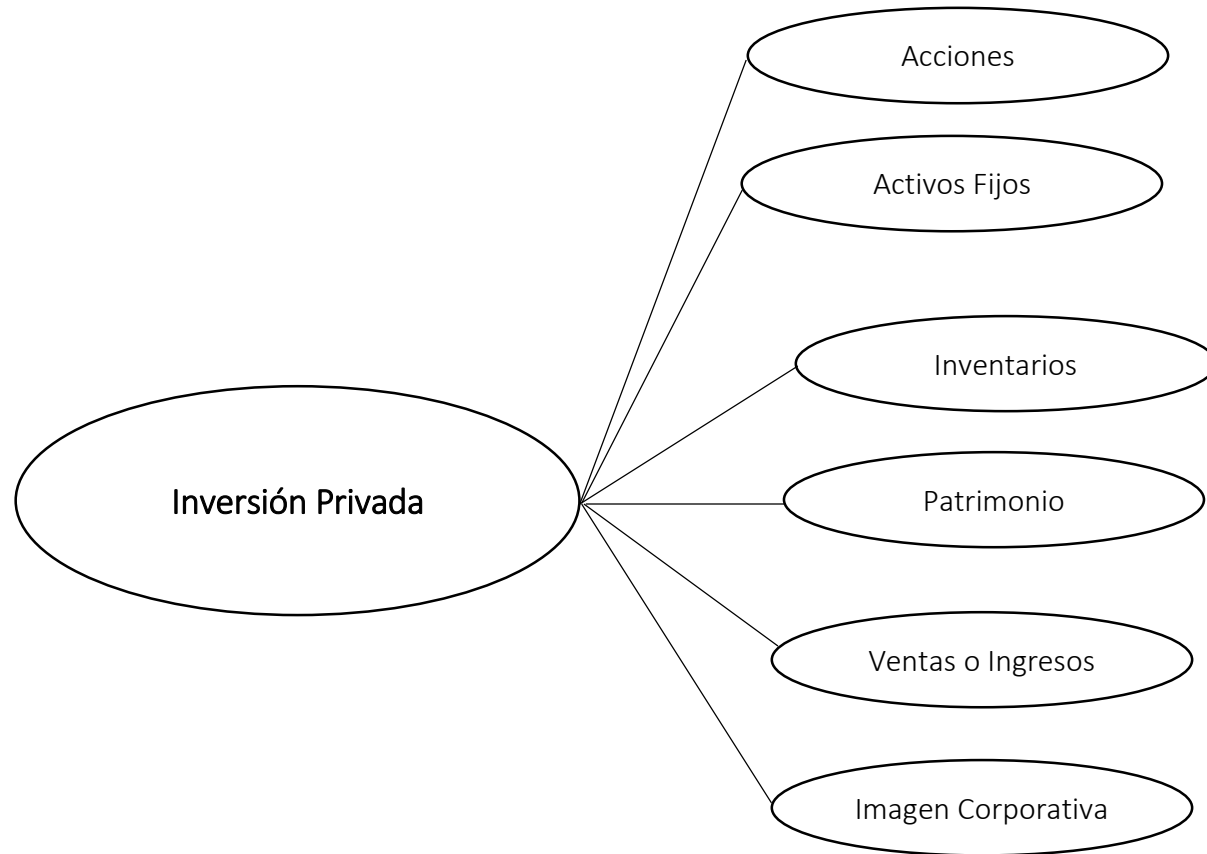 Acciones
Activos Fijos
Inventarios
Inversión Privada
Patrimonio
Ventas o Ingresos
Imagen Corporativa